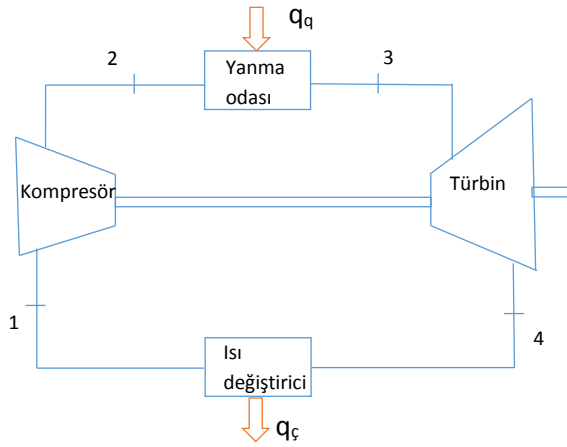 q_q
2
Yanma
3
odası
Kompresör
Türbin
1
Isı
4
değiştirici
q_ç